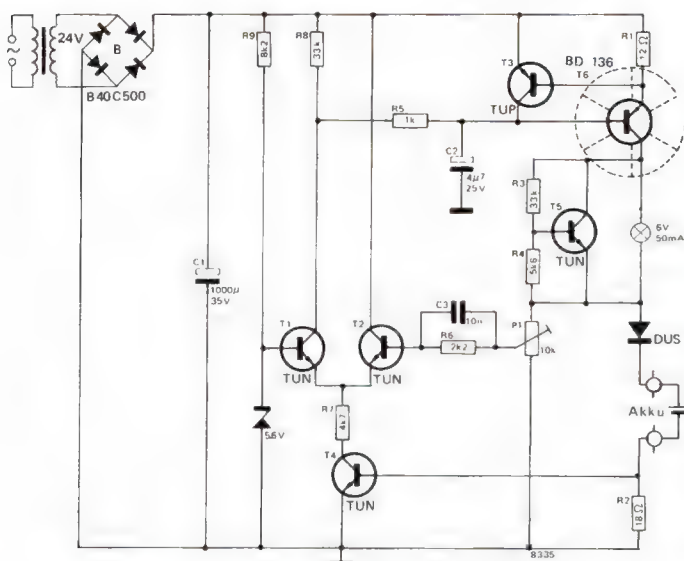 24V
B
B40C500
R9
8k2
R8
33k
T3
TUP
BD 136
T6
R1
12Ω
R5
1k
C2
4µ7
25V
R3
33k
T5
TUN
R4
5k6
6V
50mA
C1
1000µ
35V
C3
10n
R6
2k2
P1
10k
DUS
T1
TUN
T2
TUN
5,6V
R7
4k7
T4
TUN
Akku
R2
18Ω
8335